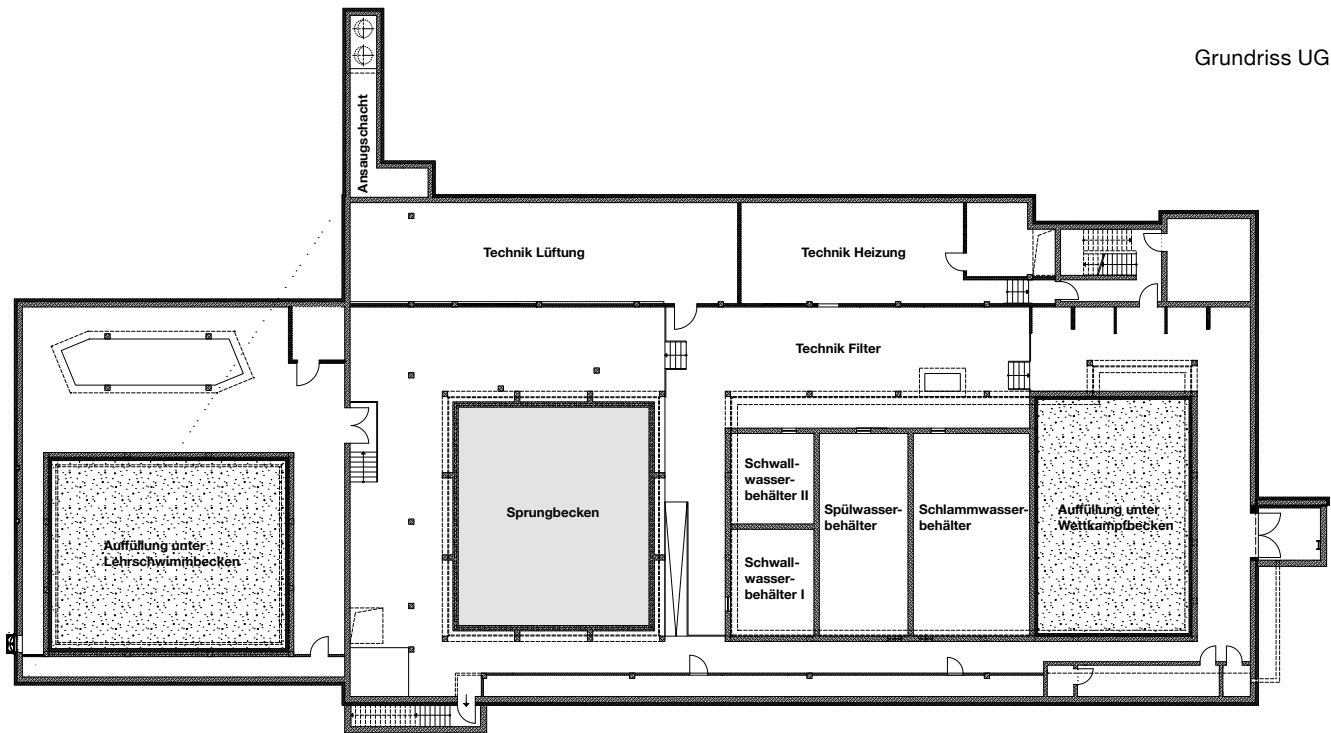 Grundriss UG
Ansaugschacht
Technik Lüftung
Technik Heizung
Technik Filter
Schwall-
wasser-
behälter II
Spülwasser-
behälter
Schlammwasser-
behälter
Auffüllung unter
Wettkampfbecken
Sprungbecken
Auffüllung unter
Lehrschwimmbecken
Schwall-
wasser-
behälter I